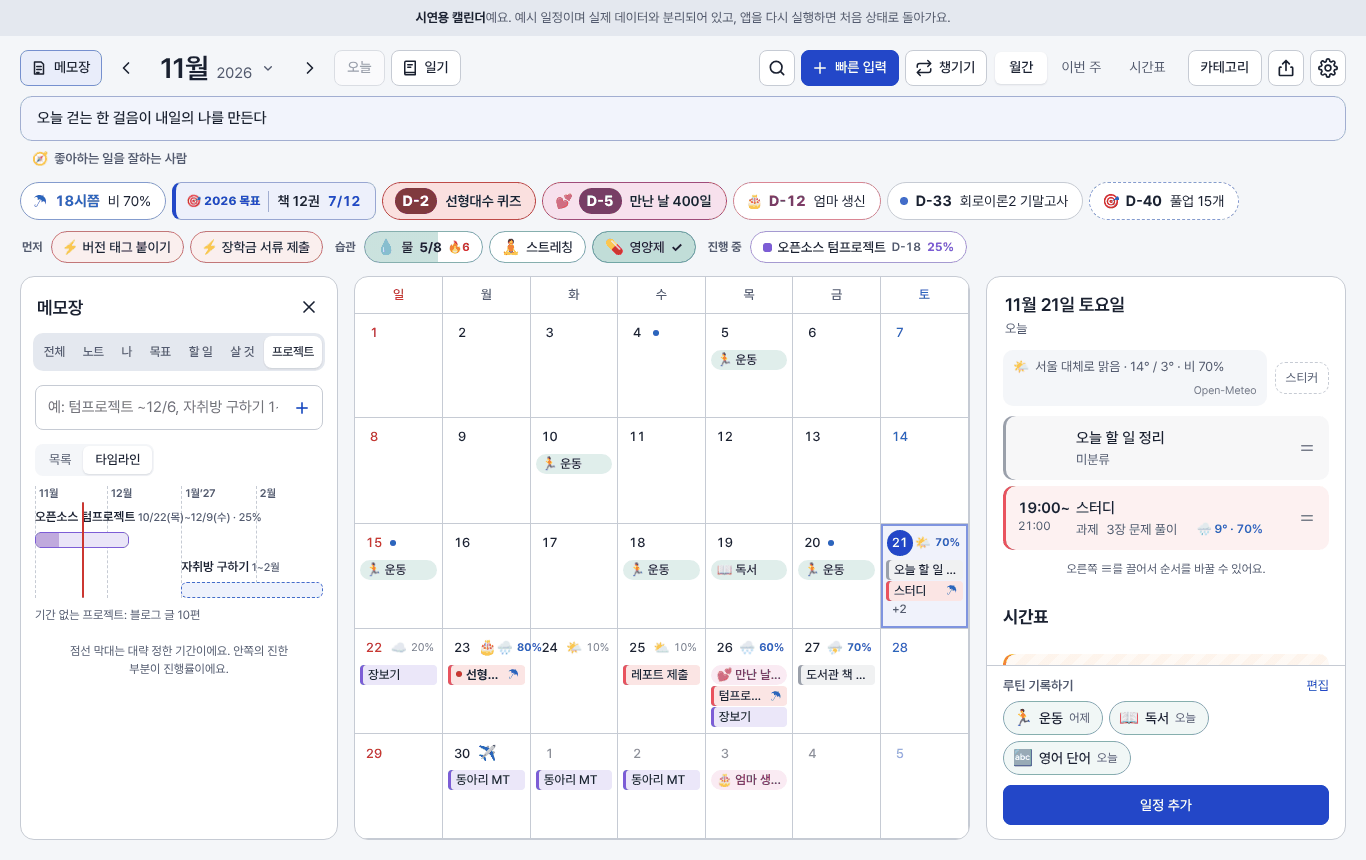 시연용 캘린더예요. 예시 일정이며 실제 데이터와 분리되어 있고, 앱을 다시 실행하면 처음 상태로 돌아가요.
메모장 11월 2026 오늘 일기 빠른 입력 챙기기 월간 이번 주 시간표 카테고리
오늘 걷는 한 걸음이 내일의 나를 만든다
🧭 좋아하는 일을 잘하는 사람
☂ 18시쯤 비 70% 🎯 2026 목표 책 12권 7/12 D-2 선형대수 퀴즈 💕 D-5 만난 날 400일 🎂 D-12 엄마 생신 D-33 회로이론2 기말고사 🎯 D-40 풀업 15개
먼저 ⚡ 버전 태그 붙이기 ⚡ 장학금 서류 제출 습관 💧 물 5/8 🔥6 🧘 스트레칭 💊 영양제 ✓ 진행 중 오픈소스 텀프로젝트 D-18 25%
메모장
전체 노트 나 목표 할 일 살 것 프로젝트
예: 텀프로젝트 ~12/6, 자취방 구하기 1-
목록 타임라인
11월 12월 1월'27 2월
오픈소스 텀프로젝트 10/22(목)~12/9(수) · 25%
자취방 구하기 1~2월
기간 없는 프로젝트: 블로그 글 10편
점선 막대는 대략 정한 기간이에요. 안쪽의 진한
부분이 진행률이에요.
일 월 화 수 목 금 토
1 2 3 4 5 6 7
🏃 운동
8 9 10 11 12 13 14
🏃 운동
15 16 17 18 19 20 21 🌤 70%
🏃 운동 🏃 운동 📖 독서 🏃 운동 오늘 할 일 ...
스터디 ☂
+2
22 ☁ 20% 23 🎂 🌧 80% 24 🌤 10% 25 ⛅ 10% 26 🌧 60% 27 🌧 70% 28
장보기 선형... ☂ 레포트 제출 💕 만난 날... 도서관 책 ...
텀프로... ☂
장보기
29 30 ✈ 1 2 3 4 5
동아리 MT 동아리 MT 동아리 MT 🎂 엄마 생...
11월 21일 토요일
오늘
🌤 서울 대체로 맑음 · 14° / 3° · 비 70%
Open-Meteo
스티커
오늘 할 일 정리
미분류
19:00~ 스터디
21:00 과제 3장 문제 풀이 🌧 9° · 70%
오른쪽 ≡를 끌어서 순서를 바꿀 수 있어요.
시간표
루틴 기록하기 편집
🏃 운동 어제 📖 독서 오늘
🔤 영어 단어 오늘
일정 추가